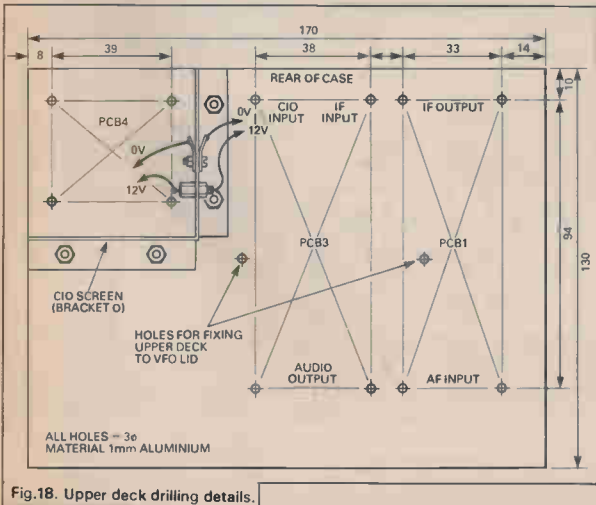 170
8
39
38
33
14
REAR OF CASE
10
PCB4
CIO
INPUT
IF
INPUT
IF OUTPUT
0V
12V
0V
12V
PCB3
PCB1
94
130
CIO SCREEN
(BRACKET O)
HOLES FOR FIXING
UPPER DECK
TO VFO LID
AUDIO
OUTPUT
AF INPUT
ALL HOLES - 3ø
MATERIAL 1mm ALUMINIUM
Fig.18. Upper deck drilling details.